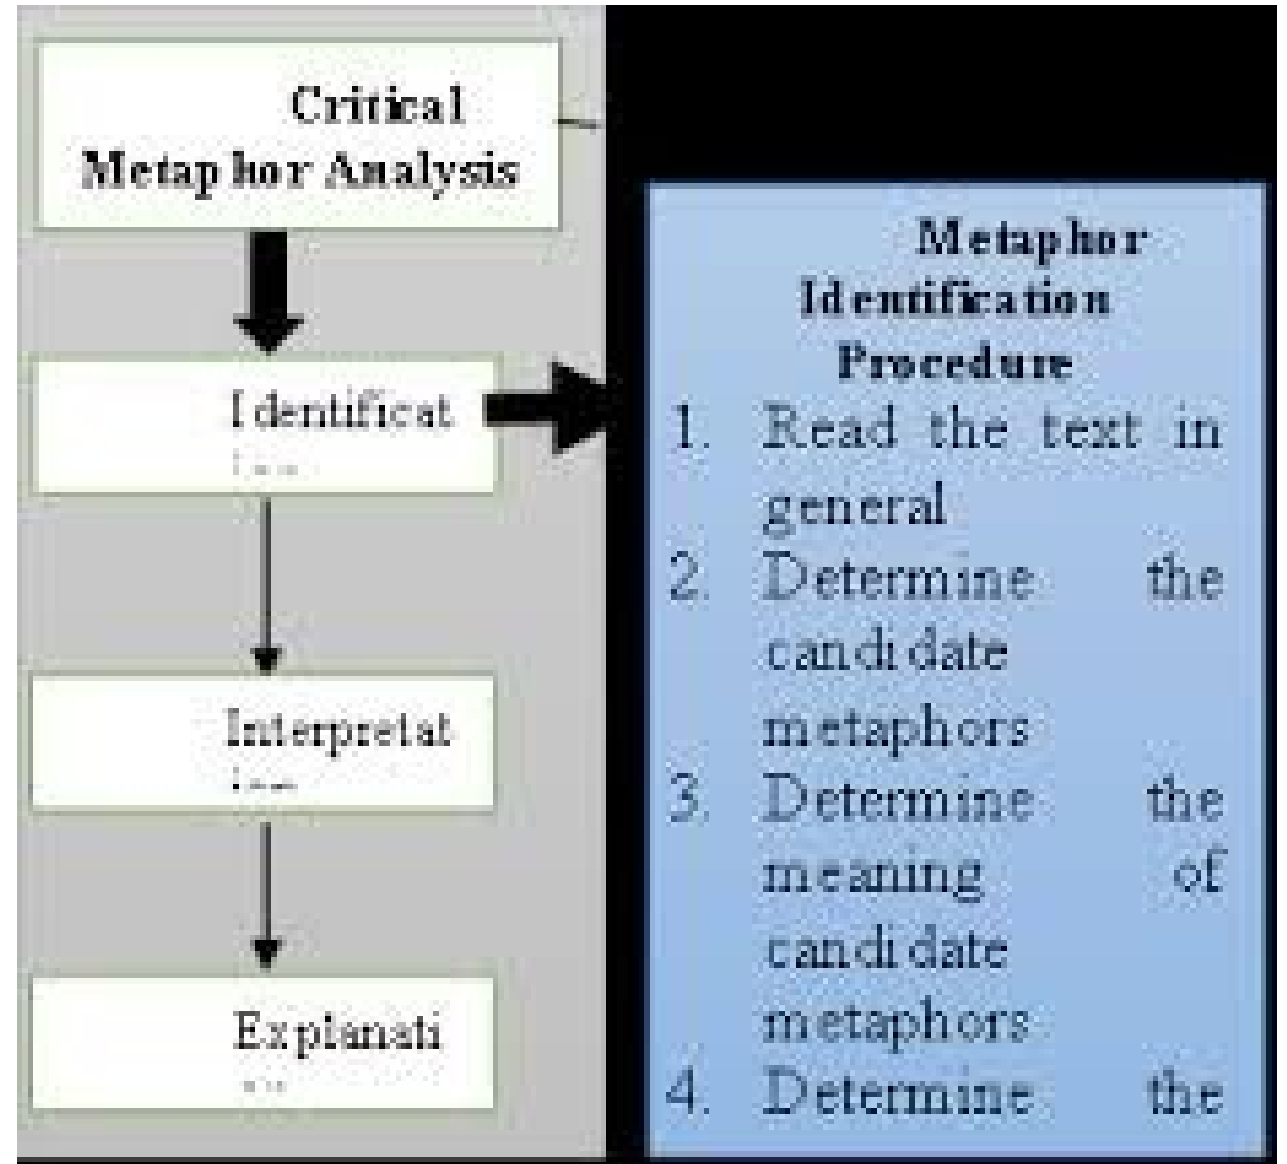 Critical
Metaphor Analysis
Identificat
Interpretat
Explanati
Metaphor
Identification
Procedure
1. Read the text in
general
2. Determine the
candidate
metaphors
3. Determine the
meaning of
candidate
metaphors
4. Determine the